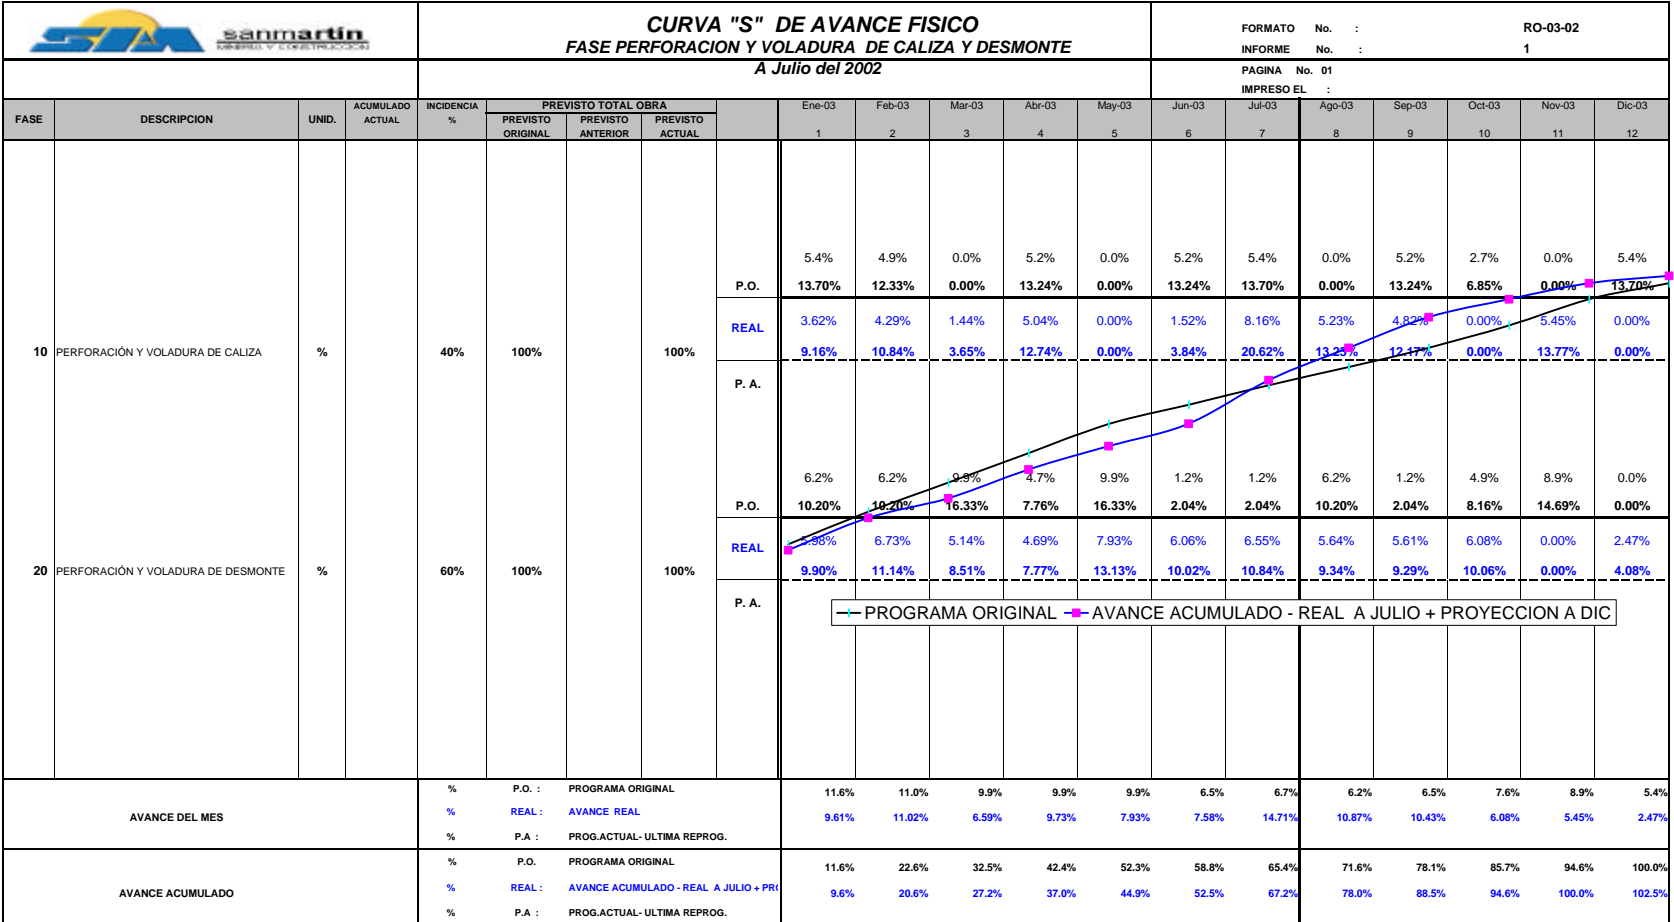 sanmartín
MINERIA Y CONSTRUCCION
CURVA "S" DE AVANCE FISICO
FASE PERFORACION Y VOLADURA DE CALIZA Y DESMONTE
A Julio del 2002
FORMATO No. : RO-03-02
INFORME No. : 1
PAGINA No. 01
IMPRESO EL :
FASE DESCRIPCION UNID. ACUMULADO ACTUAL INCIDENCIA % PREVISTO TOTAL OBRA
PREVISTO ORIGINAL PREVISTO ANTERIOR PREVISTO ACTUAL
Ene-03 Feb-03 Mar-03 Abr-03 May-03 Jun-03 Jul-03 Ago-03 Sep-03 Oct-03 Nov-03 Dic-03
1 2 3 4 5 6 7 8 9 10 11 12
5.4% 4.9% 0.0% 5.2% 0.0% 5.2% 5.4% 0.0% 5.2% 2.7% 0.0% 5.4%
P.O. 13.70% 12.33% 0.00% 13.24% 0.00% 13.24% 13.70% 0.00% 13.24% 6.85% 0.00% 13.70%
REAL 3.62% 4.29% 1.44% 5.04% 0.00% 1.52% 8.16% 5.23% 4.82% 0.00% 5.45% 0.00%
10 PERFORACIÓN Y VOLADURA DE CALIZA % 40% 100% 100% 9.16% 10.84% 3.65% 12.74% 0.00% 3.84% 20.62% 13.23% 12.17% 0.00% 13.77% 0.00%
P. A.
6.2% 6.2% 9.9% 4.7% 9.9% 1.2% 1.2% 6.2% 1.2% 4.9% 8.9% 0.0%
P.O. 10.20% 10.20% 16.33% 7.76% 16.33% 2.04% 2.04% 10.20% 2.04% 8.16% 14.69% 0.00%
REAL 5.98% 6.73% 5.14% 4.69% 7.93% 6.06% 6.55% 5.64% 5.61% 6.08% 0.00% 2.47%
20 PERFORACIÓN Y VOLADURA DE DESMONTE % 60% 100% 100% 9.90% 11.14% 8.51% 7.77% 13.13% 10.02% 10.84% 9.34% 9.29% 10.06% 0.00% 4.08%
P. A.
PROGRAMA ORIGINAL AVANCE ACUMULADO - REAL A JULIO + PROYECCION A DIC
AVANCE DEL MES
% P.O. : PROGRAMA ORIGINAL 11.6% 11.0% 9.9% 9.9% 9.9% 6.5% 6.7% 6.2% 6.5% 7.6% 8.9% 5.4%
% REAL : AVANCE REAL 9.61% 11.02% 6.59% 9.73% 7.93% 7.58% 14.71% 10.87% 10.43% 6.08% 5.45% 2.47%
% P.A : PROG.ACTUAL- ULTIMA REPROG.
AVANCE ACUMULADO
% P.O. PROGRAMA ORIGINAL 11.6% 22.6% 32.5% 42.4% 52.3% 58.8% 65.4% 71.6% 78.1% 85.7% 94.6% 100.0%
% REAL : AVANCE ACUMULADO - REAL A JULIO + PRO 9.6% 20.6% 27.2% 37.0% 44.9% 52.5% 67.2% 78.0% 88.5% 94.6% 100.0% 102.5%
% P.A : PROG.ACTUAL- ULTIMA REPROG.